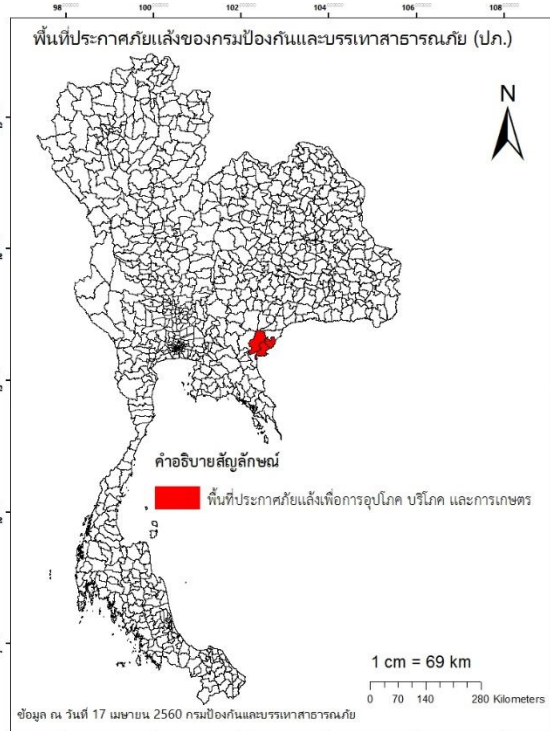 98 100 102 104 106 108
พื้นที่ประกาศภัยแล้งของกรมป้องกันและบรรเทาสาธารณภัย (ปภ.)
N
คำอธิบายสัญลักษณ์
พื้นที่ประกาศภัยแล้งเพื่อการอุปโภค บริโภค และการเกษตร
1 cm = 69 km
0 70 140 280 Kilometers
ข้อมูล ณ วันที่ 17 เมษายน 2560 กรมป้องกันและบรรเทาสาธารณภัย